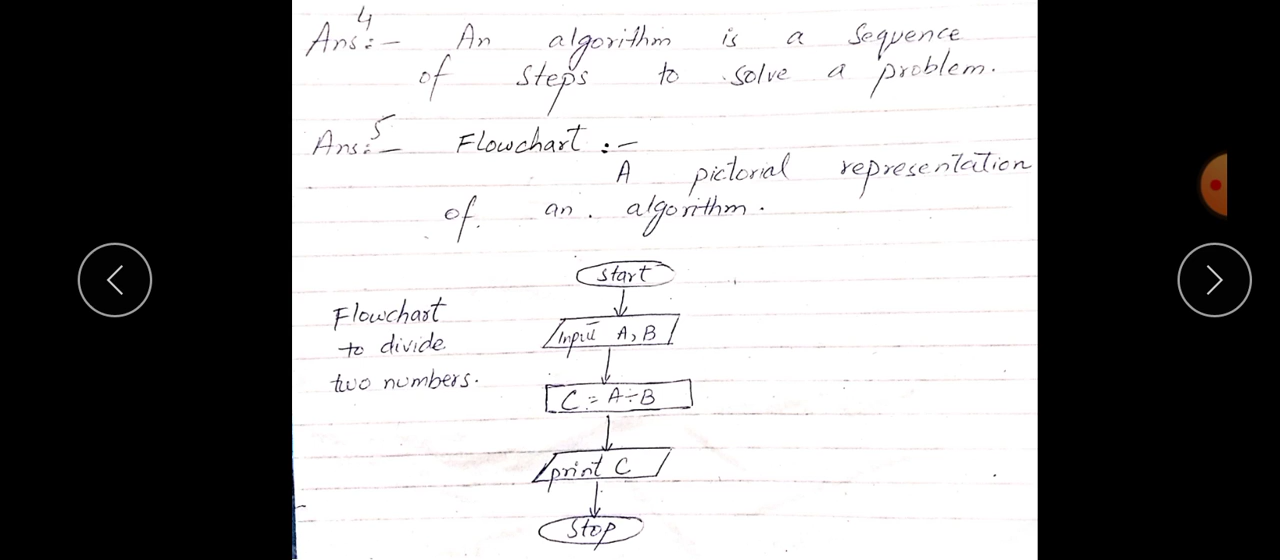 Ans:- 4 An algorithm is a sequence
of steps to solve a problem.
Ans:- 5 Flowchart :-
A pictorial representation
of an algorithm.
Start
Flowchart
to divide
two numbers.
Input A, B
C = A ÷ B
print C
Stop